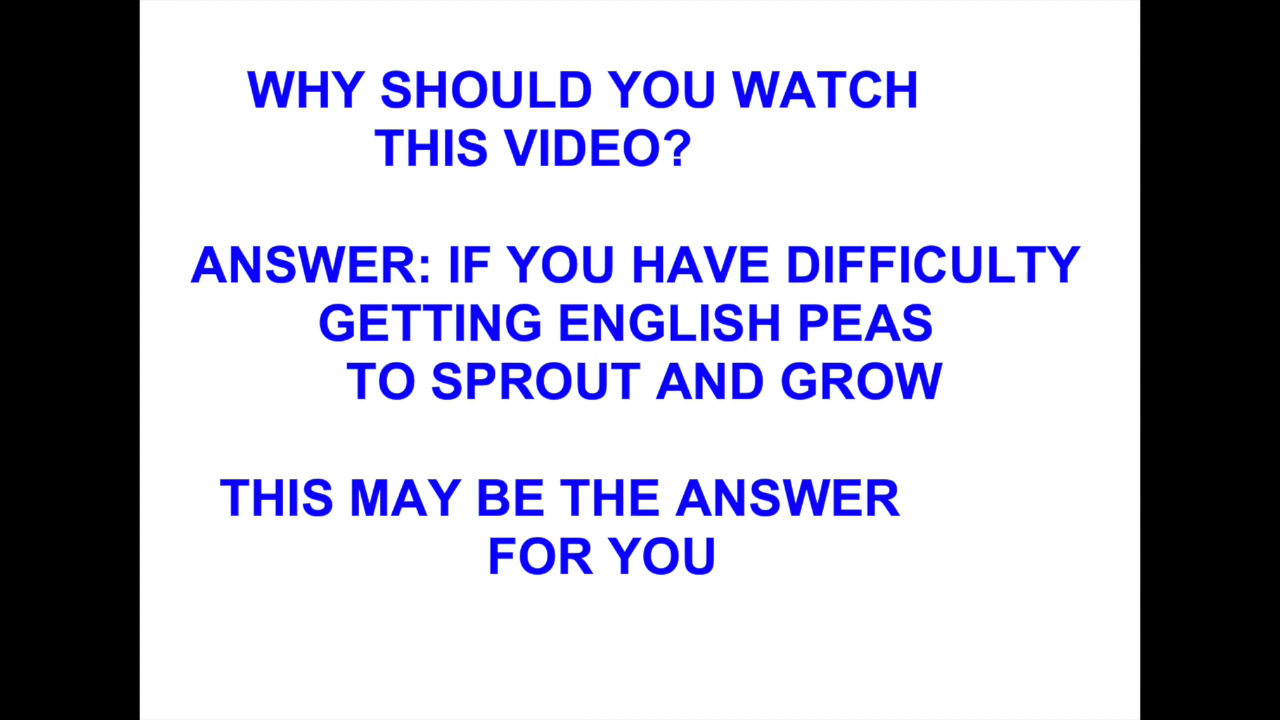 WHY SHOULD YOU WATCH
THIS VIDEO?
ANSWER: IF YOU HAVE DIFFICULTY
GETTING ENGLISH PEAS
TO SPROUT AND GROW
THIS MAY BE THE ANSWER
FOR YOU